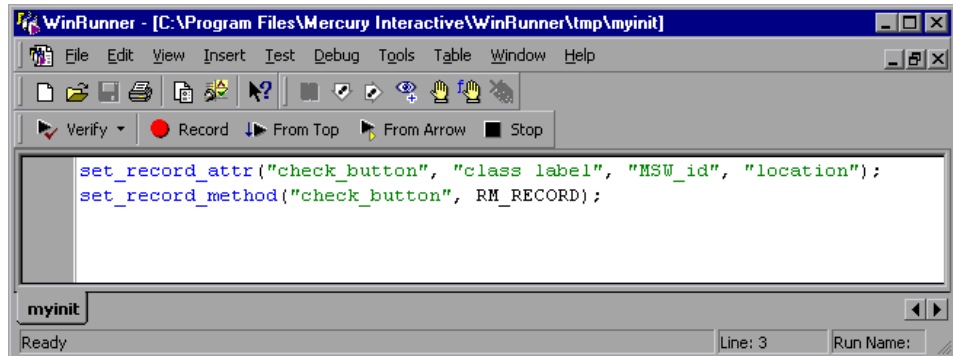 WinRunner - [C:\Program Files\Mercury Interactive\WinRunner\tmp\myinit]
File Edit View Insert Test Debug Tools Table Window Help
Verify Record From Top From Arrow Stop
set_record_attr("check_button", "class label", "MSW_id", "location");
set_record_method("check_button", RM_RECORD);
myinit
Ready Line: 3 Run Name: